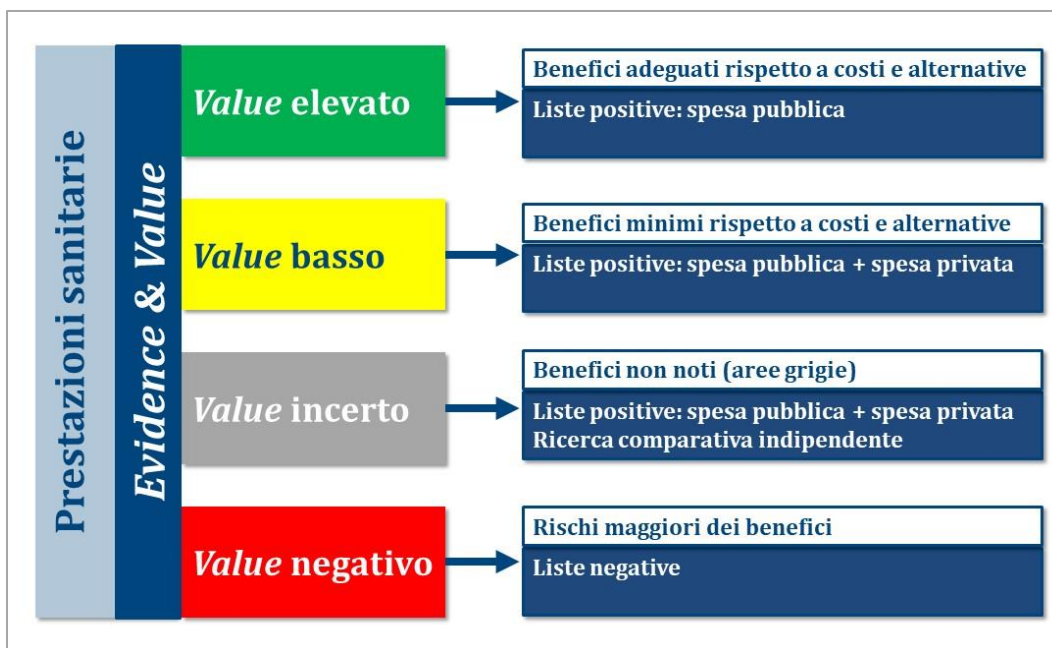 Prestazioni sanitarie
Evidence & Value
Value elevato
Benefici adeguati rispetto a costi e alternative
Liste positive: spesa pubblica
Value basso
Benefici minimi rispetto a costi e alternative
Liste positive: spesa pubblica + spesa privata
Value incerto
Benefici non noti (aree grigie)
Liste positive: spesa pubblica + spesa privata
Ricerca comparativa indipendente
Value negativo
Rischi maggiori dei benefici
Liste negative